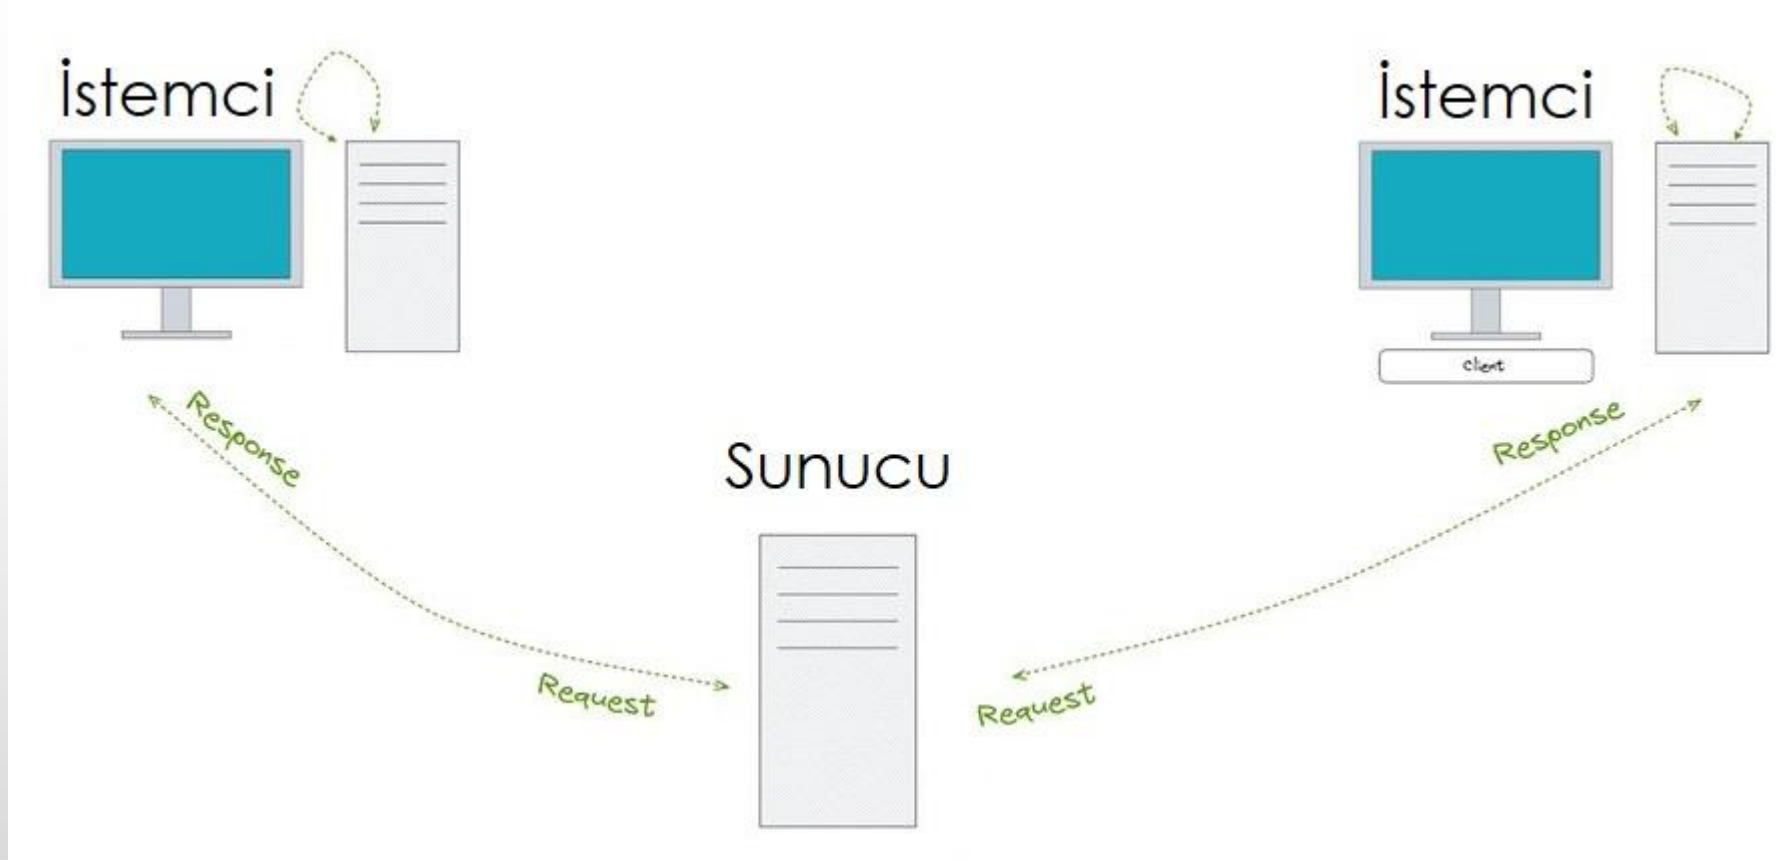 İstemci
İstemci
Client
Response
Response
Sunucu
Request
Request